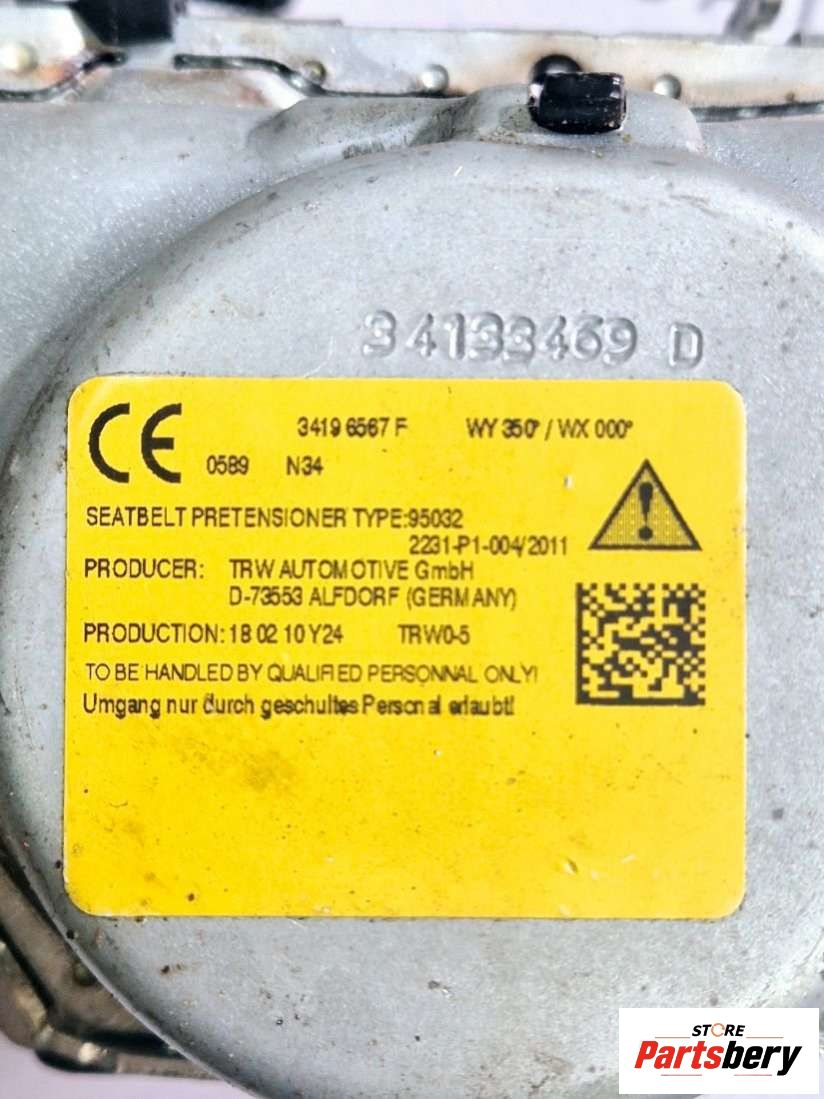 34133469 D
CE
3419 6567 F WY 350° / WX 000°
0589 N34
SEATBELT PRETENSIONER TYPE:95032
2231-P1-004/2011
PRODUCER: TRW AUTOMOTIVE GmbH
D-73553 ALFDORF (GERMANY)
PRODUCTION: 18 02 10 Y24 TRW0-5
TO BE HANDLED BY QUALIFIED PERSONNAL ONLY!
Umgang nur durch geschultes Personal erlaubt!
STORE
Partsbery